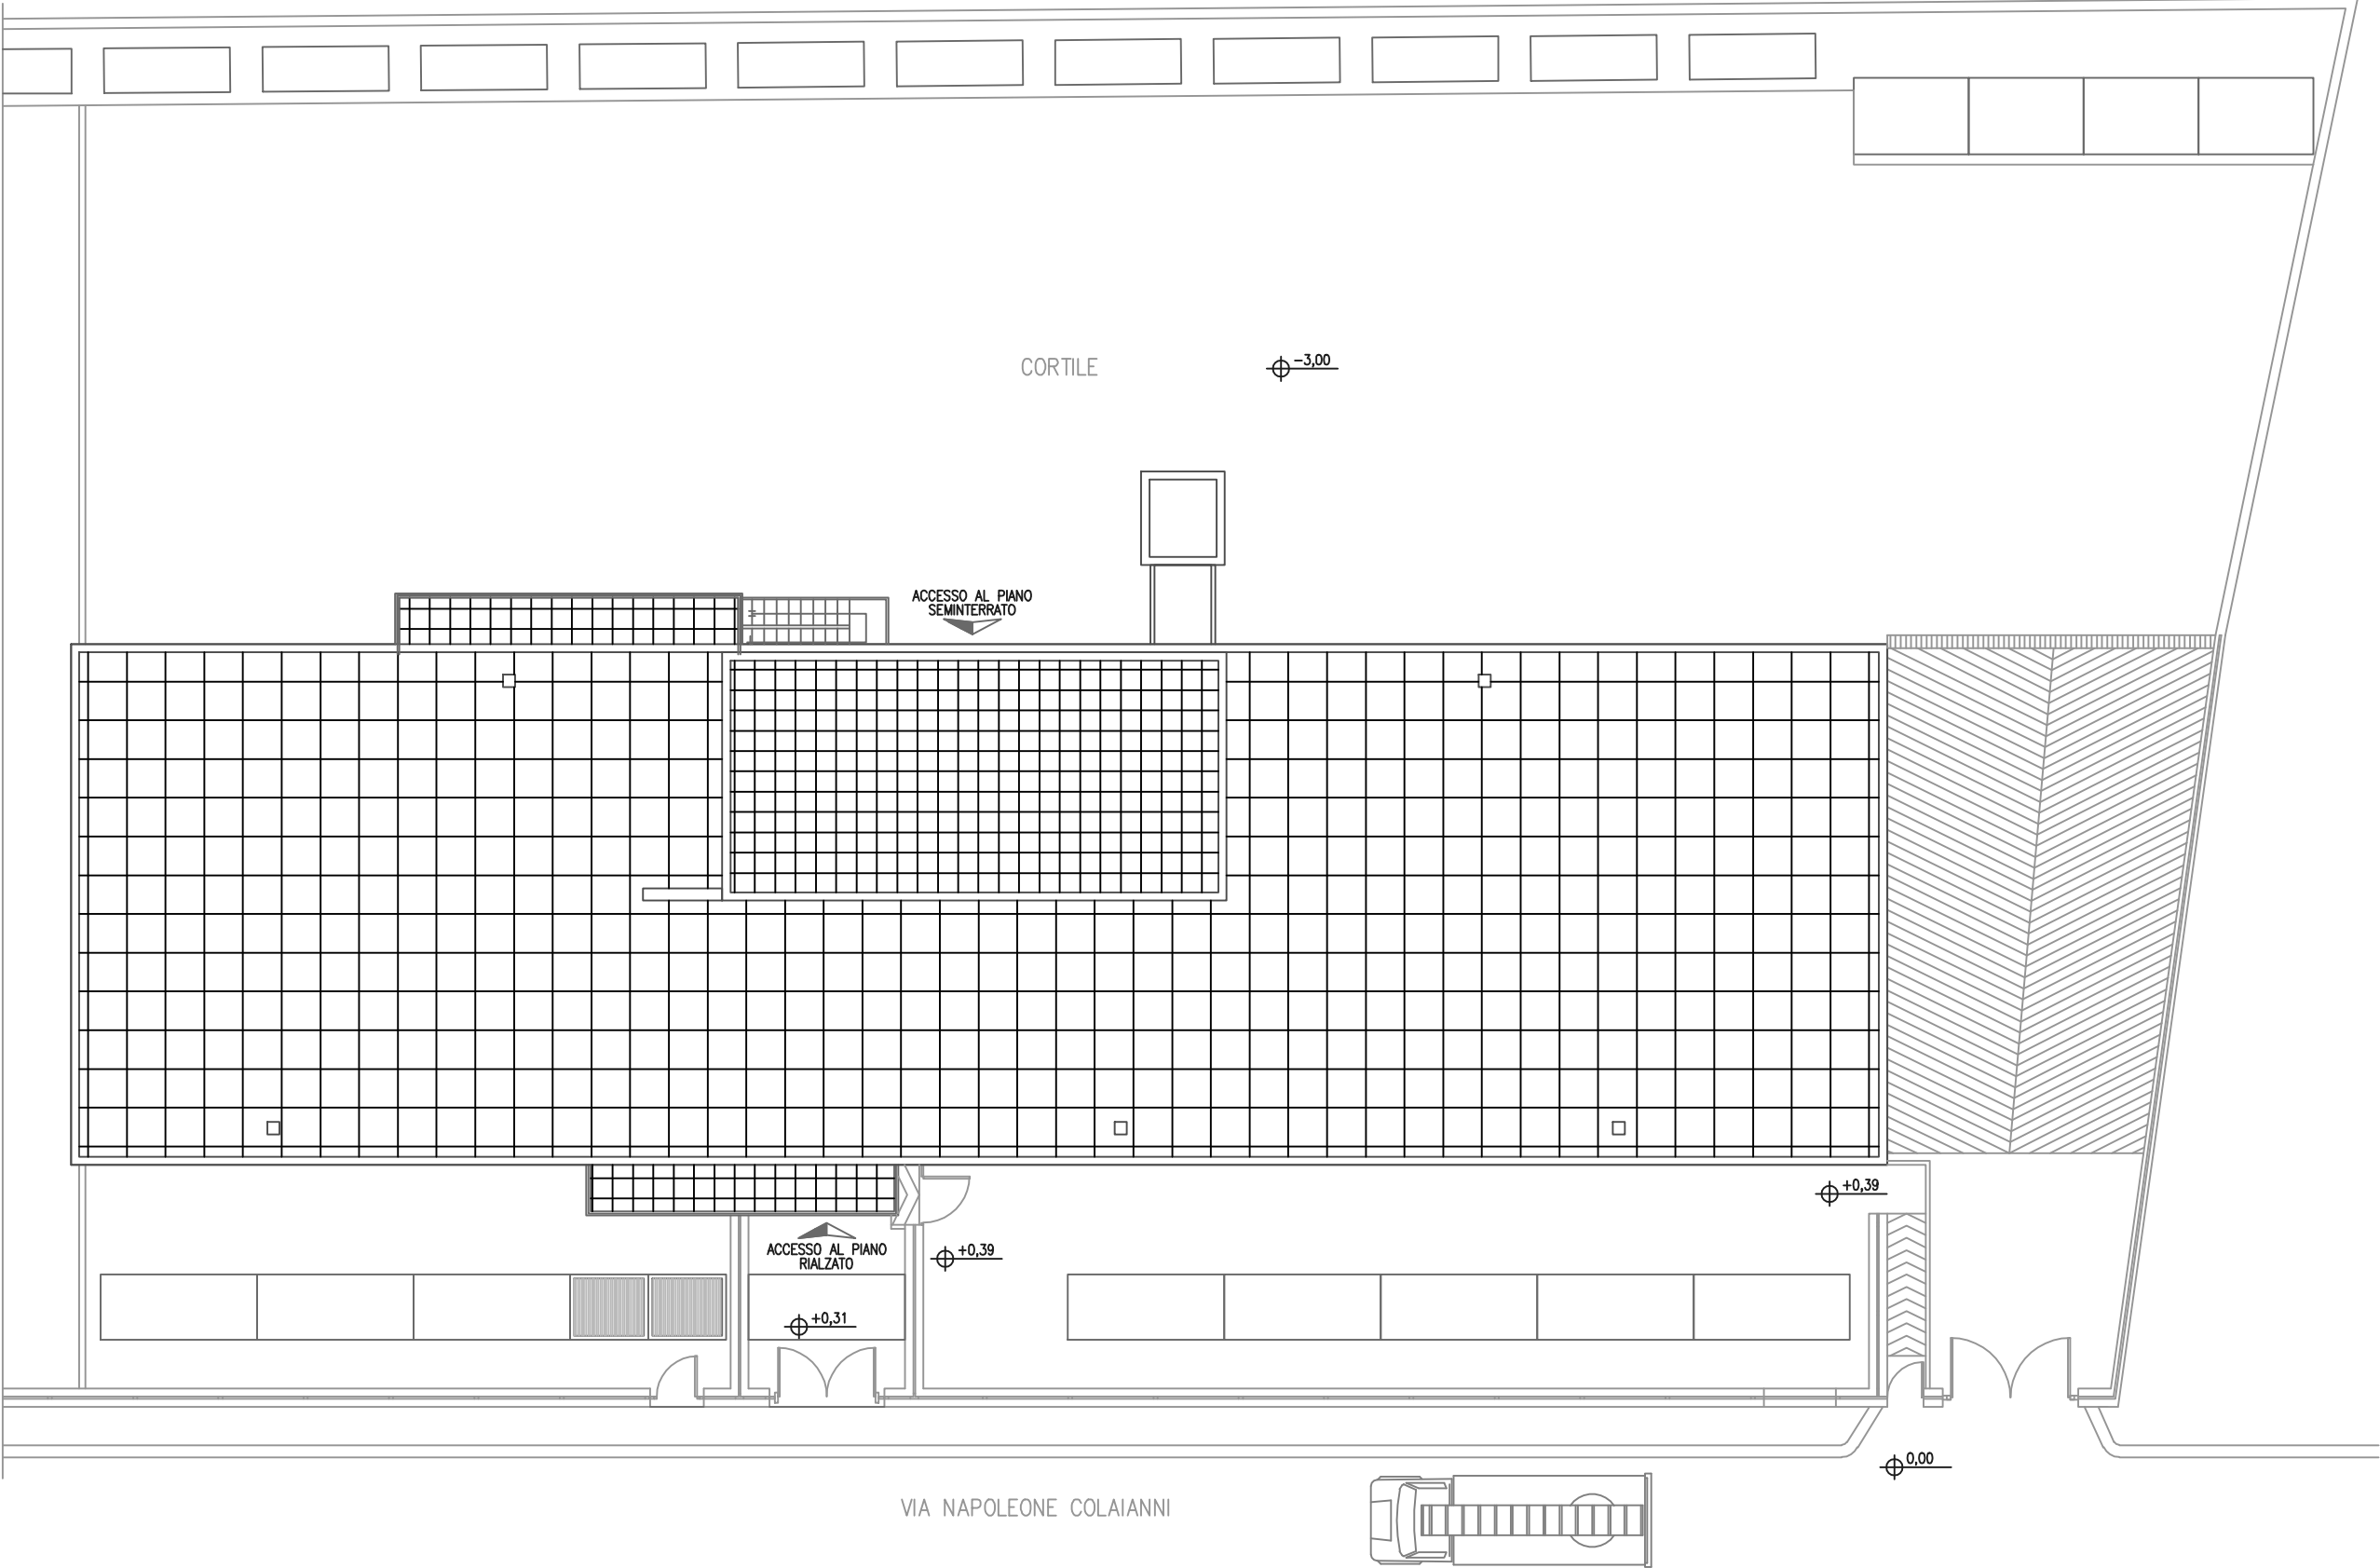 CORTILE
-3,00
ACCESSO AL PIANO
SEMINTERRATO
+0,39
ACCESSO AL PIANO
RIALZATO
+0,39
+0,31
0,00
VIA NAPOLEONE COLAIANNI